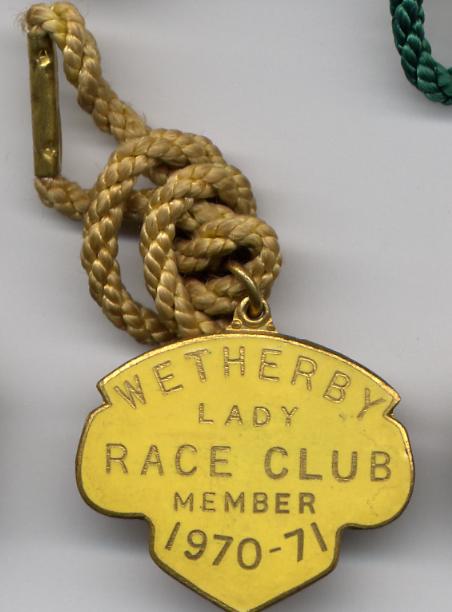 WETHERBY
LADY
RACE CLUB
MEMBER
1970-71